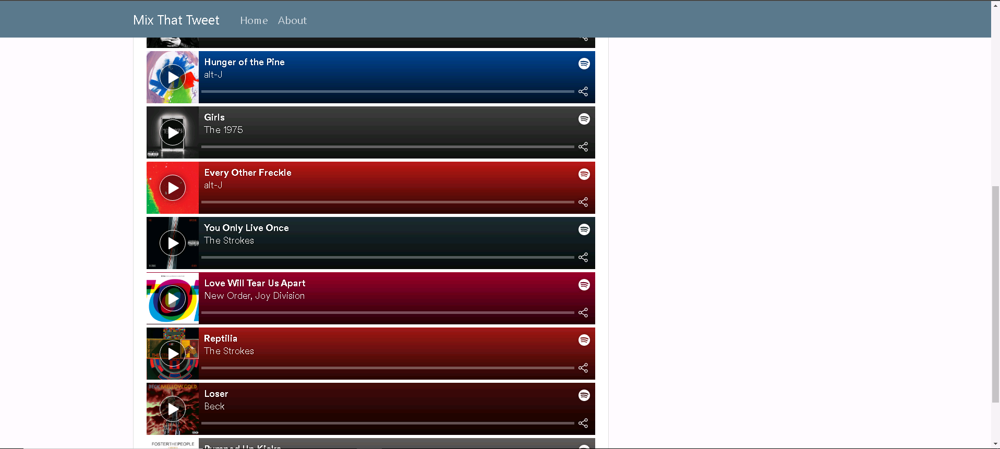 Mix That Tweet Home About
Hunger of the Pine
alt-J
Girls
The 1975
Every Other Freckle
alt-J
You Only Live Once
The Strokes
Love Will Tear Us Apart
New Order, Joy Division
Reptilia
The Strokes
BECK MELLOW GOLD
Loser
Beck
FOSTERTHEPEOPLE
Pumped Up Kicks